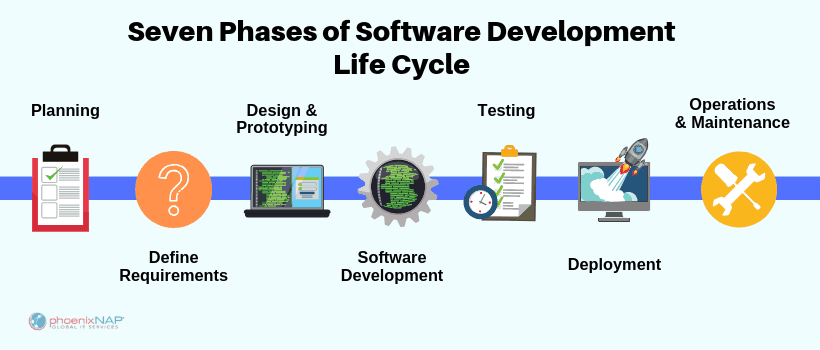 Seven Phases of Software Development
Life Cycle
Planning
Define
Requirements
Design &
Prototyping
Software
Development
Testing
Deployment
Operations
& Maintenance
phoenixNAP
GLOBAL IT SERVICES